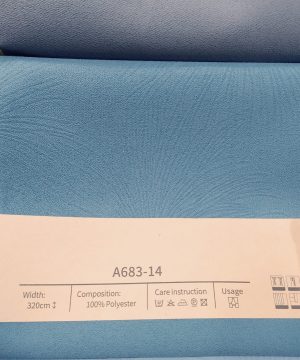 A683-14
Width: Composition: Care Instruction Usage
320cm↕ 100% Polyester